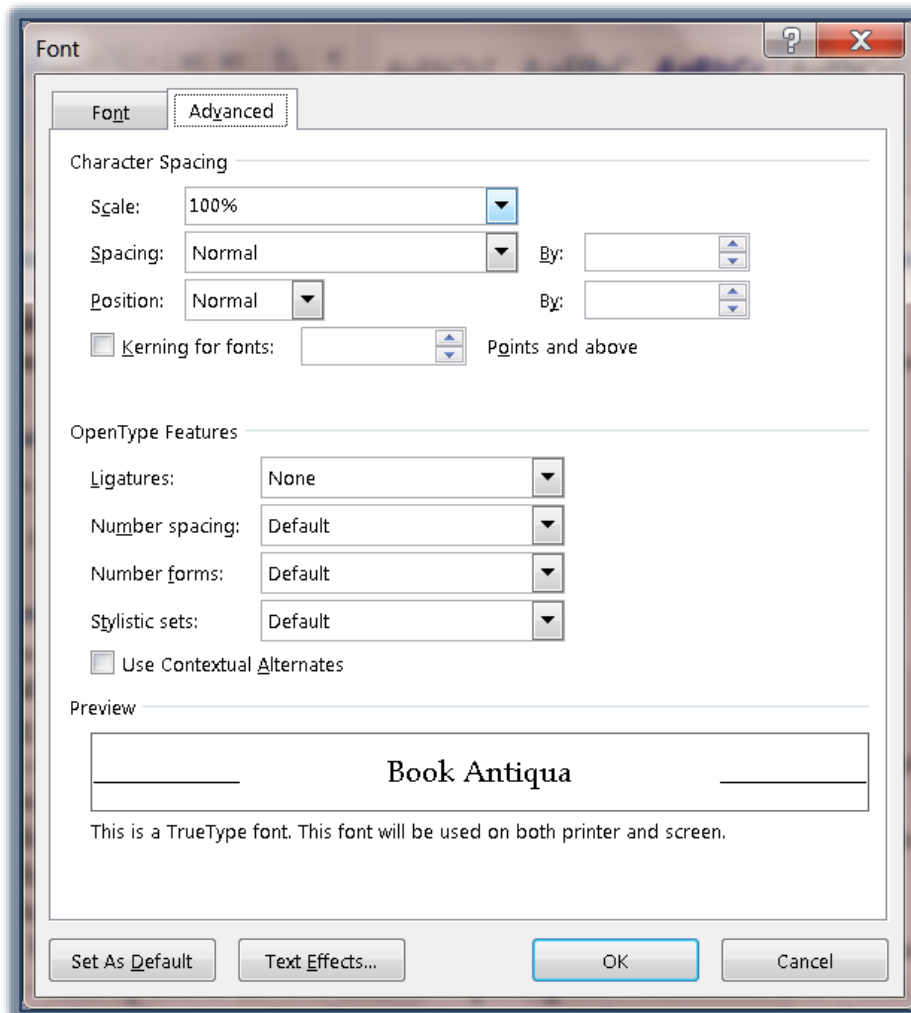 Font
Font Advanced
Character Spacing
Scale: 100%
Spacing: Normal By:
Position: Normal By:
Kerning for fonts: Points and above
OpenType Features
Ligatures: None
Number spacing: Default
Number forms: Default
Stylistic sets: Default
Use Contextual Alternates
Preview
Book Antiqua
This is a TrueType font. This font will be used on both printer and screen.
Set As Default Text Effects... OK Cancel